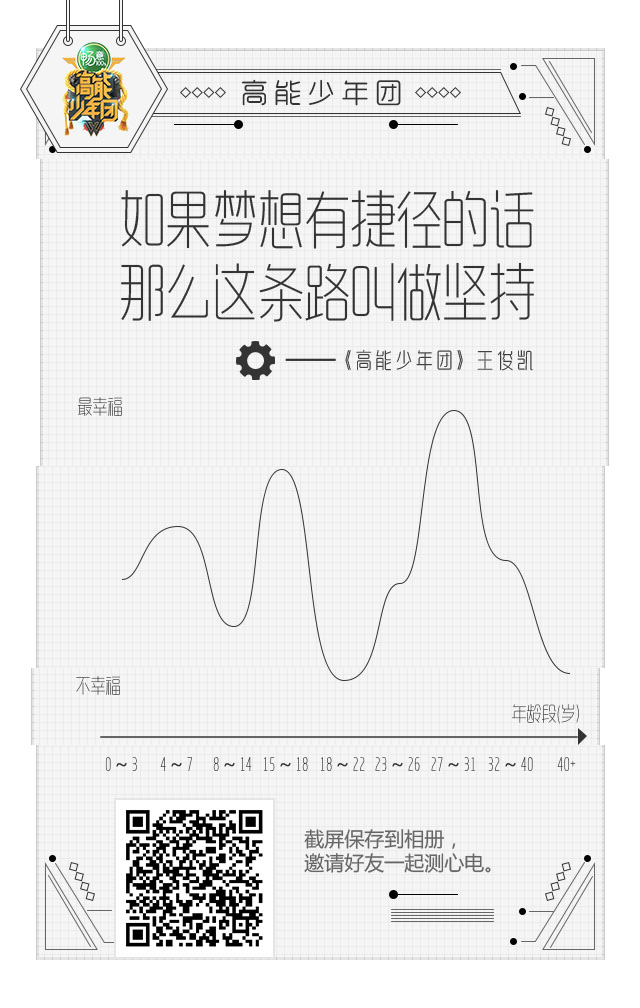 畅意
高能
少年团
高能少年团
如果梦想有捷径的话
那么这条路叫做坚持
——《高能少年团》王俊凯
最幸福
不幸福
年龄段(岁)
0～3 4～7 8～14 15～18 18～22 23～26 27～31 32～40 40+
截屏保存到相册，
邀请好友一起测心电。